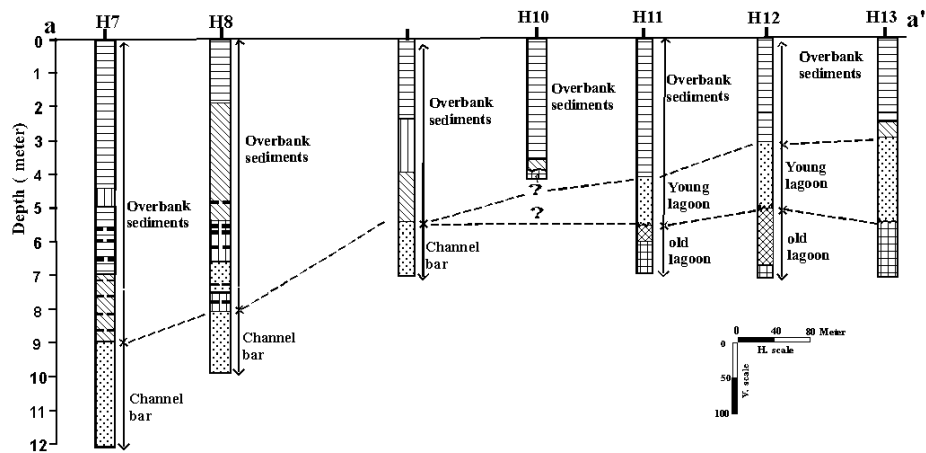 a
H7
H8
H10
H11
H12
H13
a'
Depth ( meter)
0
1
2
3
4
5
6
7
8
9
10
11
12
Overbank
sediments
Channel
bar
Overbank
sediments
Channel
bar
Overbank
sediments
Channel
bar
Overbank
sediments
?
?
Overbank
sediments
Young
lagoon
old
lagoon
Overbank
sediments
Young
lagoon
old
lagoon
0 40 80 Meter
H. scale
0
50
100
V. scale